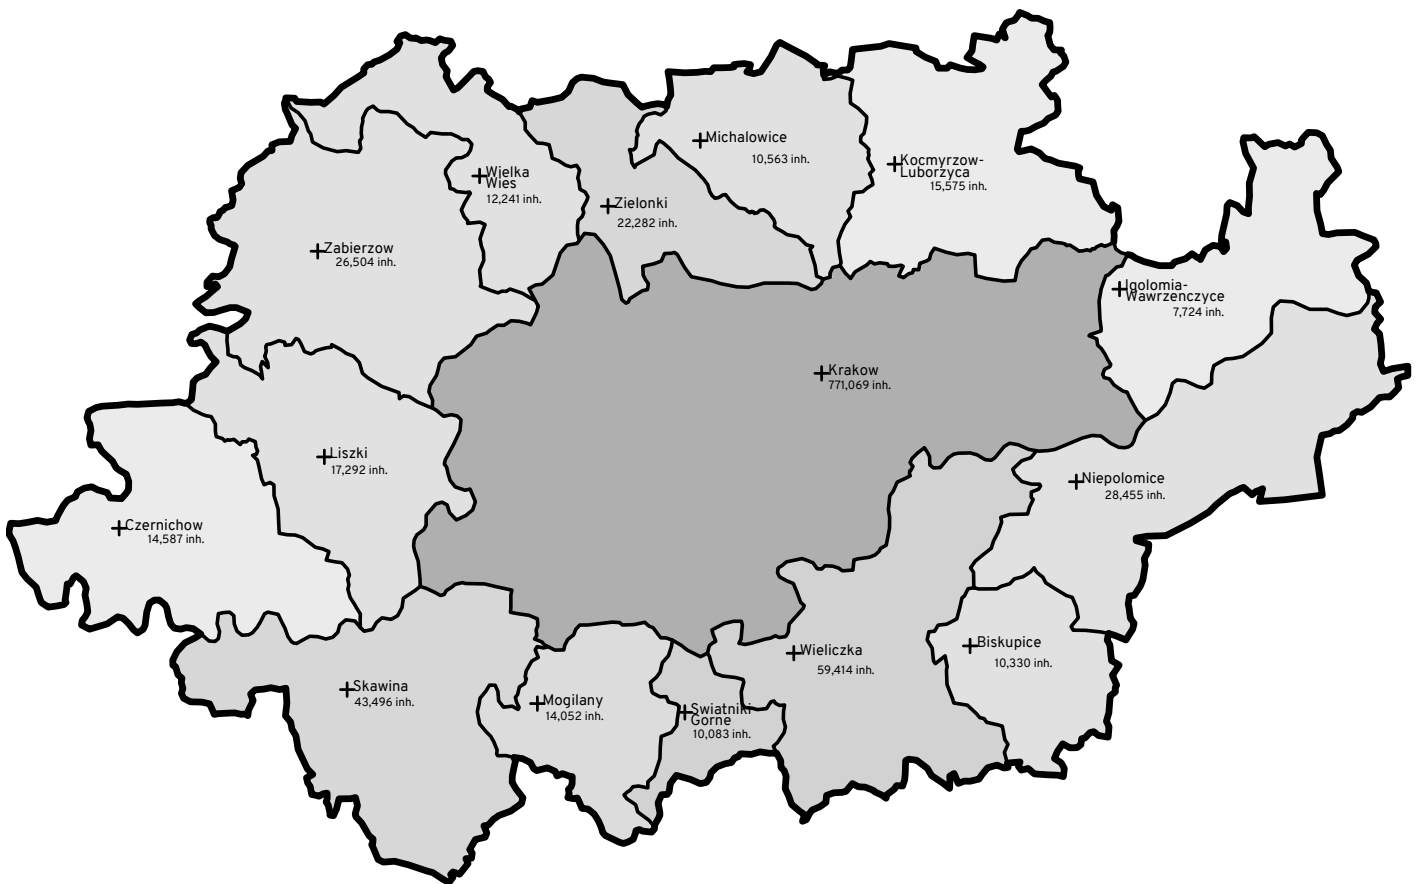 Michalowice
10,563 inh.
Kocmyrzow-
Luborzyca
15,575 inh.
Wielka
Wies
12,241 inh.
Zielonki
22,282 inh.
Zabierzow
26,504 inh.
Igolomia-
Wawrzenczyce
7,724 inh.
Krakow
771,069 inh.
Liszki
17,292 inh.
Niepolomice
28,455 inh.
Czernichow
14,587 inh.
Biskupice
10,330 inh.
Wieliczka
59,414 inh.
Skawina
43,496 inh.
Mogilany
14,052 inh.
Swiatniki
Gorne
10,083 inh.